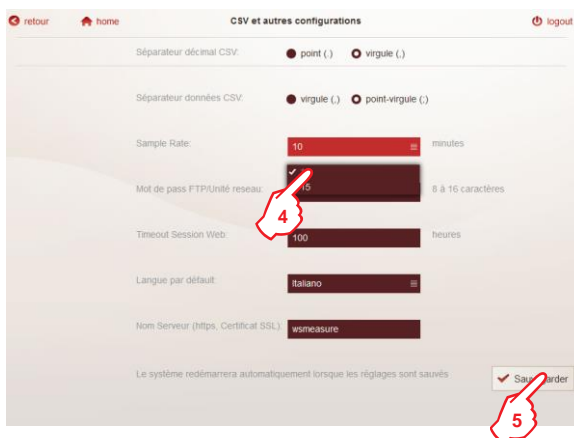 retour home CSV et autres configurations logout
Séparateur décimal CSV: point (.) virgule (,)
Séparateur données CSV: virgule (,) point-virgule (;)
Sample Rate: 10 minutes
15
Mot de pass FTP/Unité reseau: 8 à 16 caractères
4
Timeout Session Web: 100 heures
Langue par défault: Italiano
Nom Serveur (https, Certificat SSL): wsmeasure
Le système redémarrera automatiquement lorsque les réglages sont sauvés
5